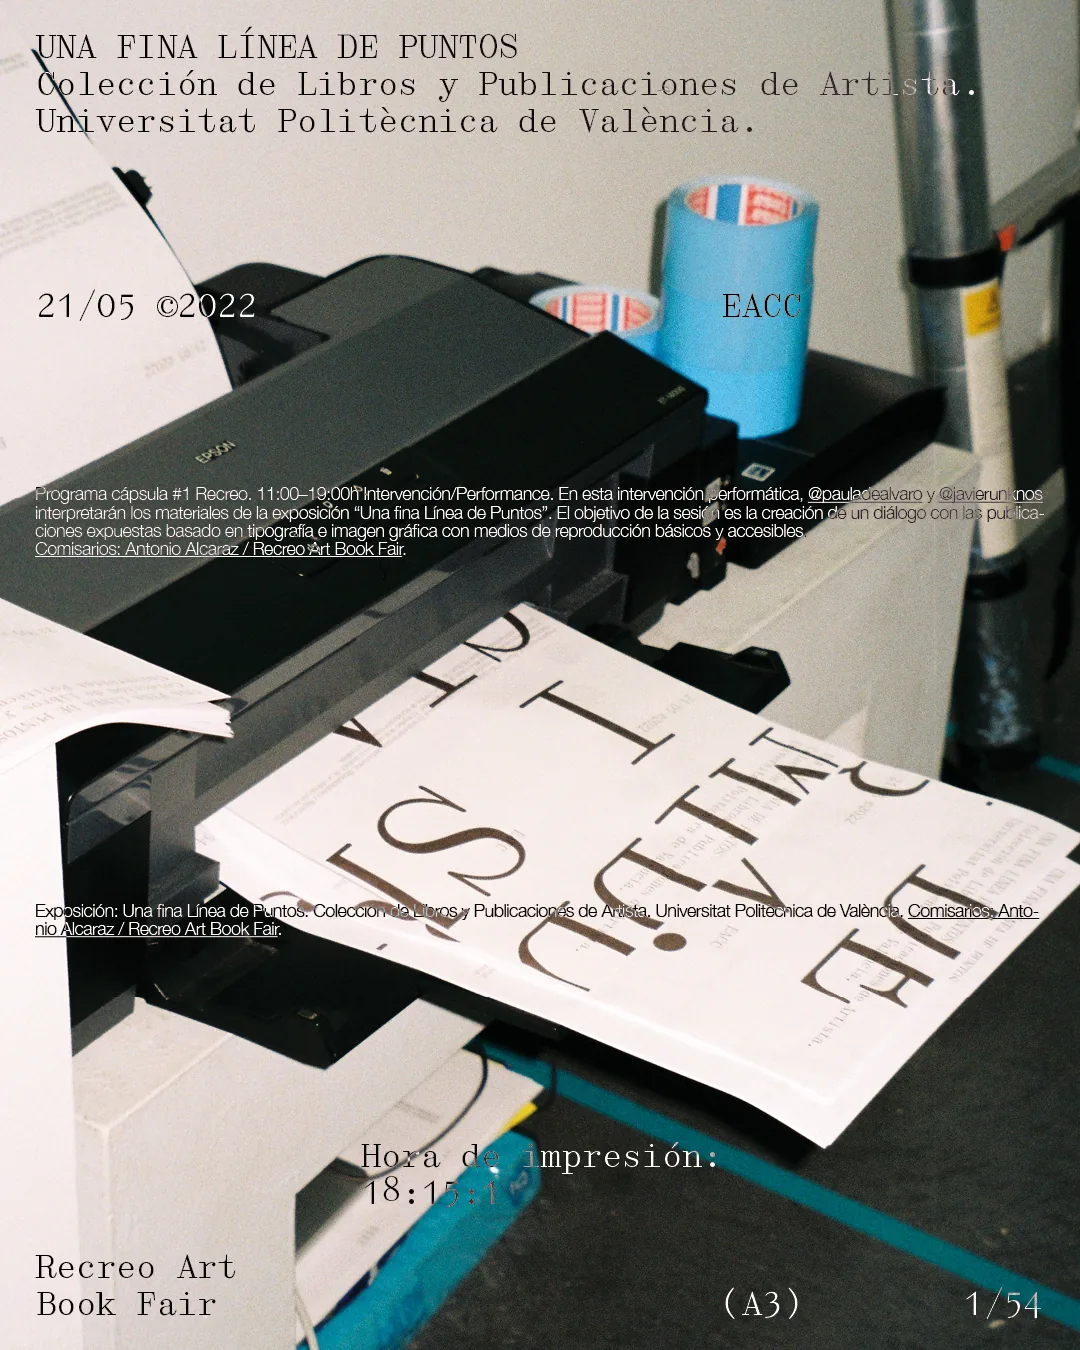 UNA FINA LÍNEA DE PUNTOS
Colección de Libros y Publicaciones de Artista.
Universitat Politècnica de València.
21/05 ©2022
EACC
EPSON
Programa cápsula #1 Recreo. 11:00–19:00h Intervención/Performance. En esta intervención performática, @pauladealvaro y
interpretarán los materiales de la exposición “Una fina Línea de Puntos”. El objetivo de la sesión es la creación de un diálogo con las publica-
ciones expuestas basado en tipografía e imagen gráfica con medios de reproducción básicos y accesibles.
Comisarios: Antonio Alcaraz / Recreo Art Book Fair.
Exposición: Una fina Línea de Puntos. Colección de Libros y Publicaciones de Artista. Universitat Politècnica de València. Comisarios: Anto-
nio Alcaraz / Recreo Art Book Fair.
Hora de impresión:
18:15:1
Recreo Art
Book Fair
(A3)
1/54